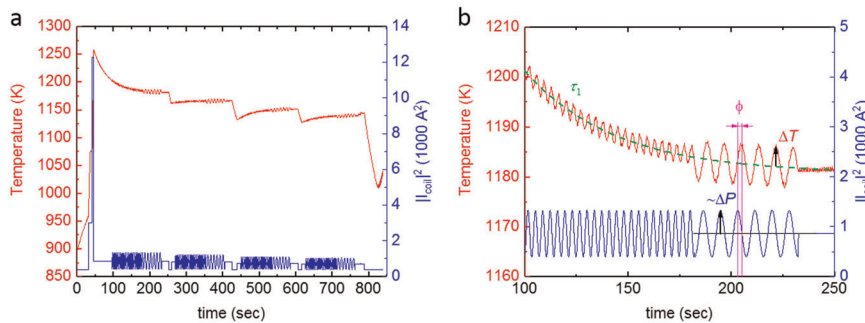 a
b
1300
1250
1200
1150
1100
1050
1000
950
900
850
Temperature (K)
0 100 200 300 400 500 600 700 800
time (sec)
14
12
10
8
6
4
2
0
|I_coil|² (1000 A²)
1210
1200
1190
1180
1170
1160
Temperature (K)
τ₁
ϕ
ΔT
~ΔP
100 150 200 250
time (sec)
5
4
3
2
1
0
|I_coil|² (1000 A²)